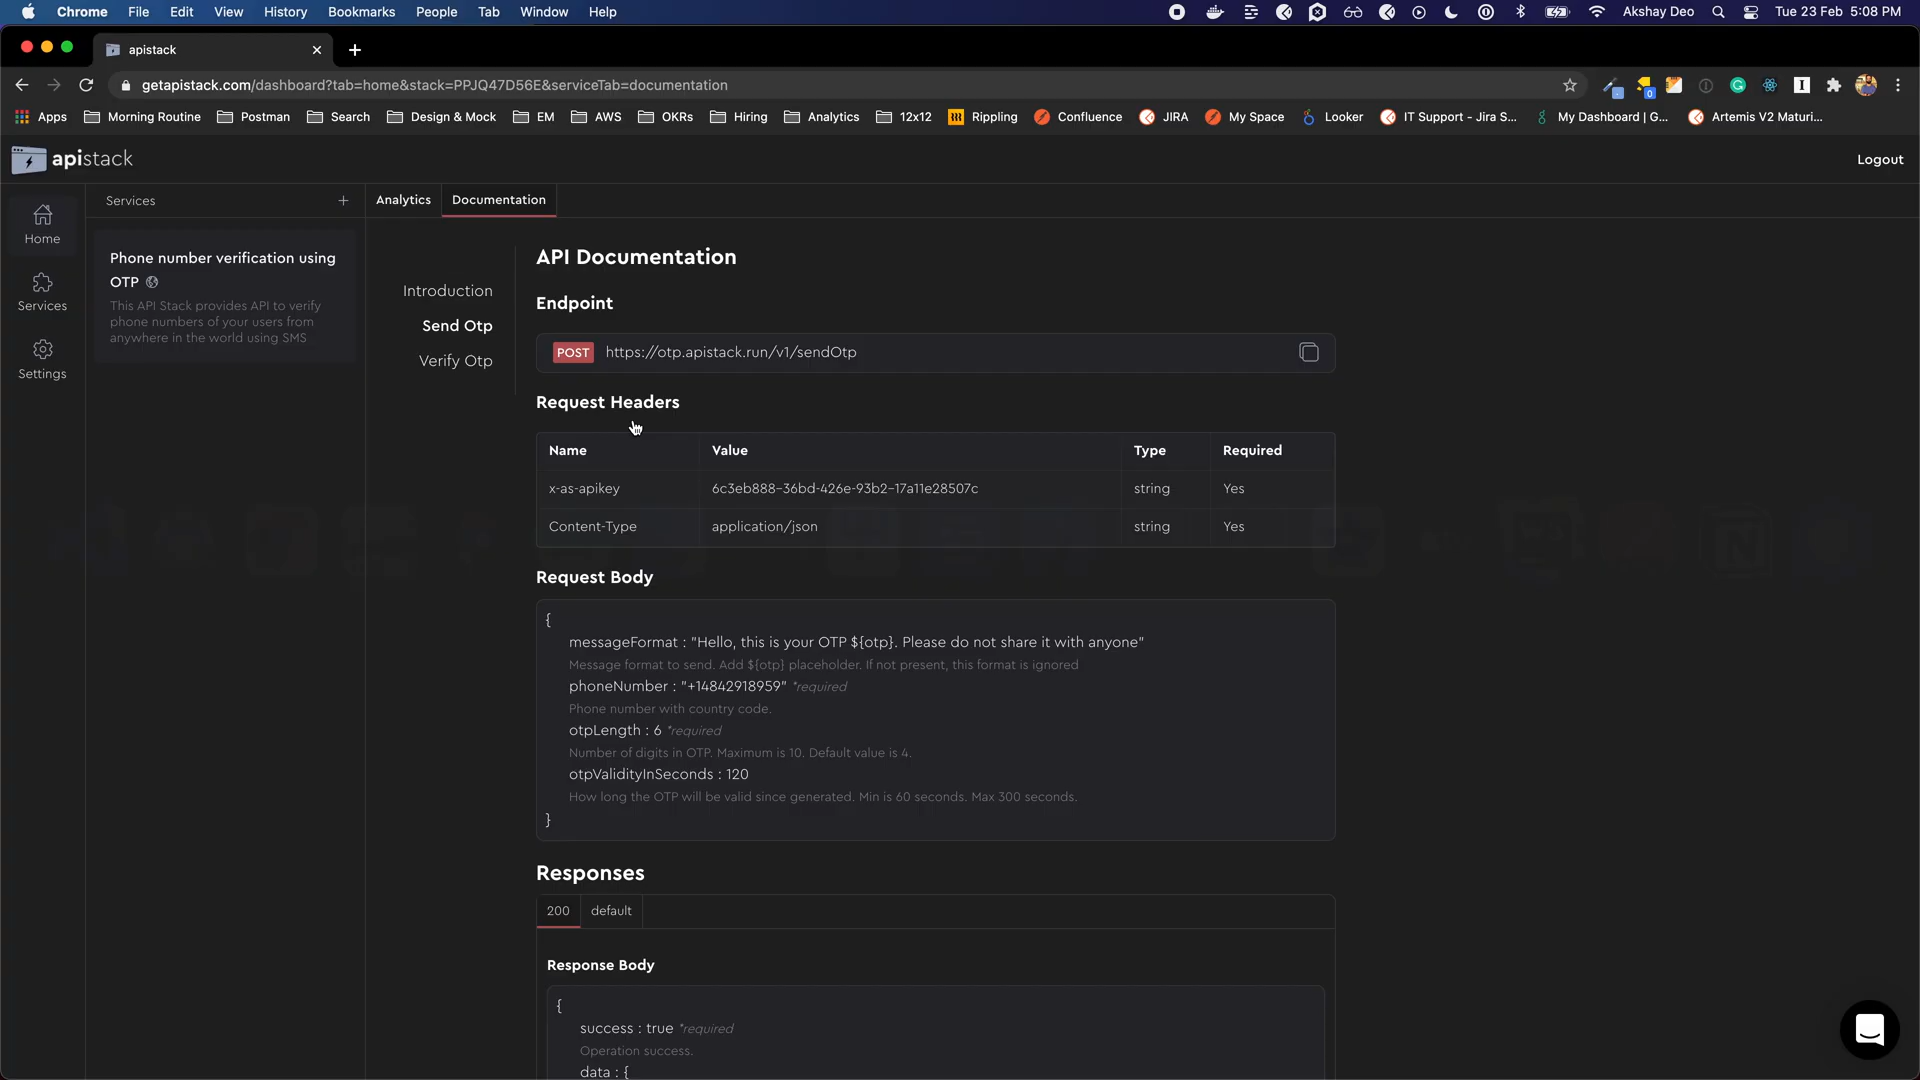 Chrome File Edit View History Bookmarks People Tab Window Help Akshay Deo Tue 23 Feb 5:08 PM
apistack
getapistack.com/dashboard?tab=home&stack=PPJQ47D56E&serviceTab=documentation
Apps Morning Routine Postman Search Design & Mock EM AWS OKRs Hiring Analytics 12x12 Rippling Confluence JIRA My Space Looker IT Support - Jira S... My Dashboard | G... Artemis V2 Maturi...
apistack Logout
Services + Analytics Documentation
Home
Services
Settings
Phone number verification using
OTP
This API Stack provides API to verify
phone numbers of your users from
anywhere in the world using SMS
Introduction
Send Otp
Verify Otp
API Documentation
Endpoint
POST https://otp.apistack.run/v1/sendOtp
Request Headers
Name Value Type Required
x-as-apikey 6c3eb888-36bd-426e-93b2-17a11e28507c string Yes
Content-Type application/json string Yes
Request Body
{
messageFormat : "Hello, this is your OTP ${otp}. Please do not share it with anyone"
Message format to send. Add ${otp} placeholder. If not present, this format is ignored
phoneNumber : "+14842918959" *required
Phone number with country code.
otpLength : 6 *required
Number of digits in OTP. Maximum is 10. Default value is 4.
otpValidityInSeconds : 120
How long the OTP will be valid since generated. Min is 60 seconds. Max 300 seconds.
}
Responses
200 default
Response Body
{
success : true *required
Operation success.
data : {